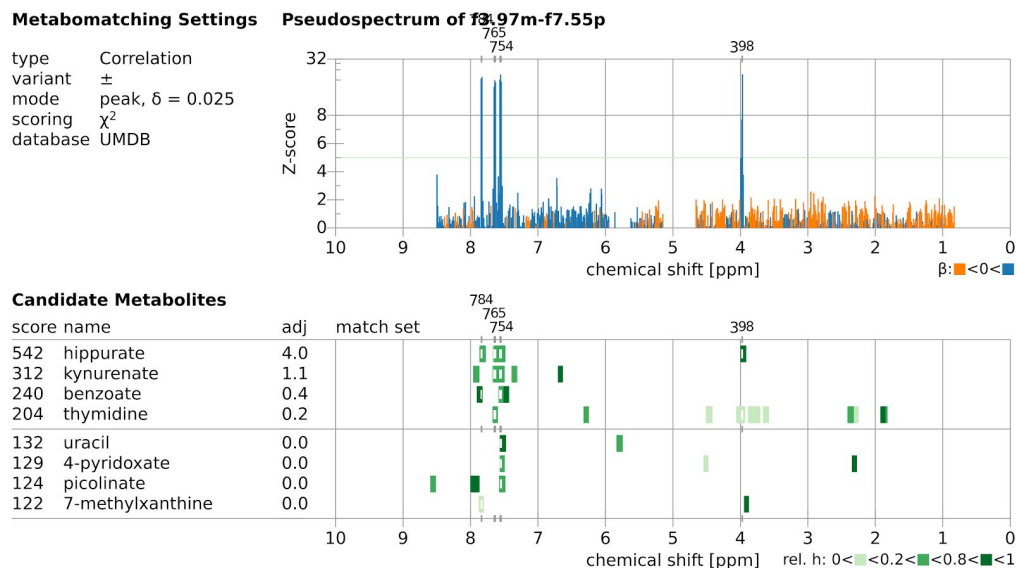 Metabomatching Settings
type Correlation
variant ±
mode peak, δ = 0.025
scoring χ²
database UMDB
Pseudospectrum of f3.97m-f7.55p
784
765
754
398
32
8
6
4
2
0
Z-score
10 9 8 7 6 5 4 3 2 1 0
chemical shift [ppm]
β: <0<
Candidate Metabolites
784
765
754
398
score name adj match set
542 hippurate 4.0
312 kynurenate 1.1
240 benzoate 0.4
204 thymidine 0.2
132 uracil 0.0
129 4-pyridoxate 0.0
124 picolinate 0.0
122 7-methylxanthine 0.0
10 9 8 7 6 5 4 3 2 1 0
chemical shift [ppm]
rel. h: 0< <0.2< <0.8< <1